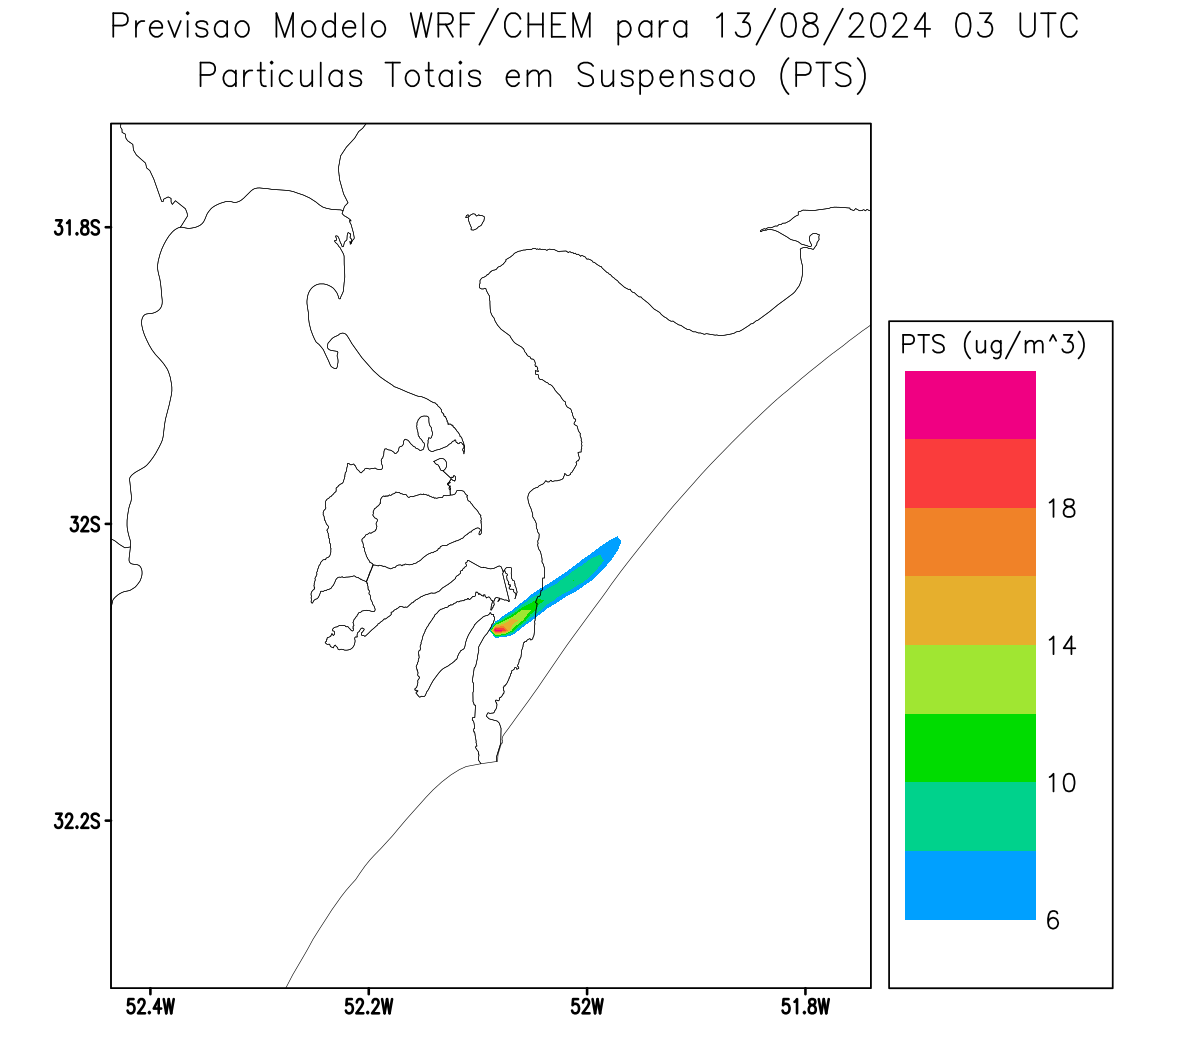 Previsao Modelo WRF/CHEM para 13/08/2024 03 UTC
Particulas Totais em Suspensao (PTS)
31.8S
32S
32.2S
52.4W
52.2W
52W
51.8W
PTS (ug/m^3)
18
14
10
6